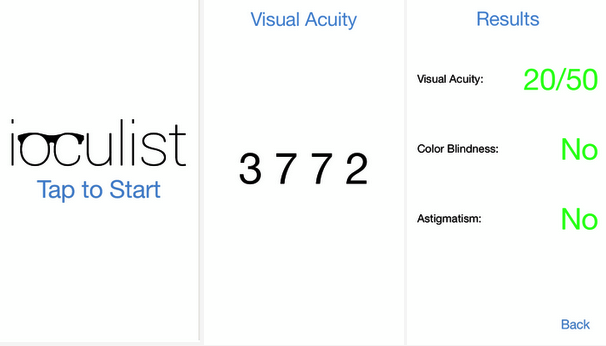 ioculist
Tap to Start
Visual Acuity
3 7 7 2
Results
Visual Acuity: 20/50
Color Blindness: No
Astigmatism: No
Back